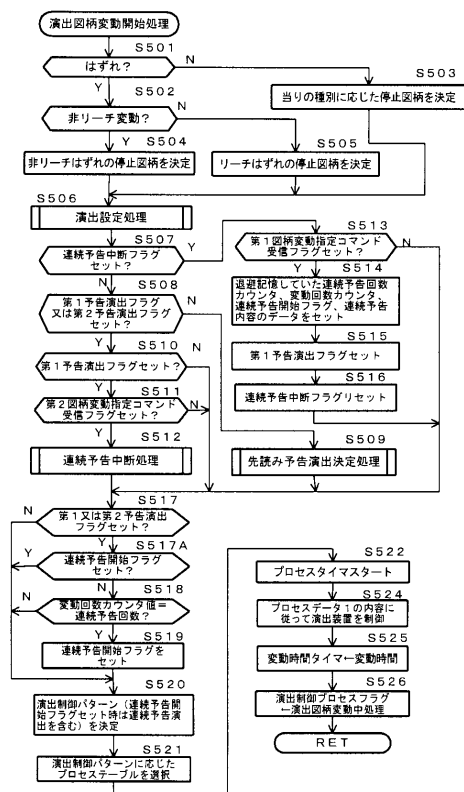 演出図柄変動開始処理
S501
はずれ？
N
Y
S502
S503
当りの種別に応じた停止図柄を決定
非リーチ変動？
N
Y
S504
S505
非リーチはずれの停止図柄を決定
リーチはずれの停止図柄を決定
S506
演出設定処理
S507
連続予告中断フラグ
セット？
Y
N
S513
第1図柄変動指定コマンド
受信フラグセット？
N
Y
S514
退避記憶していた連続予告回数
カウンタ、変動回数カウンタ、
連続予告開始フラグ、連続予告
内容のデータをセット
S508
第1予告演出フラグ
又は第2予告演出フラグ
セット？
N
Y
S515
第1予告演出フラグセット
S510
第1予告演出フラグセット？
N
Y
S516
連続予告中断フラグリセット
S511
第2図柄変動指定コマンド
受信フラグセット？
N
Y
S512
連続予告中断処理
S509
先読み予告演出決定処理
S517
第1又は第2予告演出
フラグセット？
N
Y
S517A
連続予告開始フラグ
セット？
Y
N
S518
変動回数カウンタ値＝
連続予告回数？
N
Y
S519
連続予告開始フラグを
セット
S520
演出制御パターン（連続予告開
始フラグセット時は連続予告演
出を含む）を決定
S521
演出制御パターンに応じた
プロセステーブルを選択
S522
プロセスタイマスタート
S524
プロセスデータ1の内容に
従って演出装置を制御
S525
変動時間タイマ←変動時間
S526
演出制御プロセスフラグ
←演出図柄変動中処理
RET